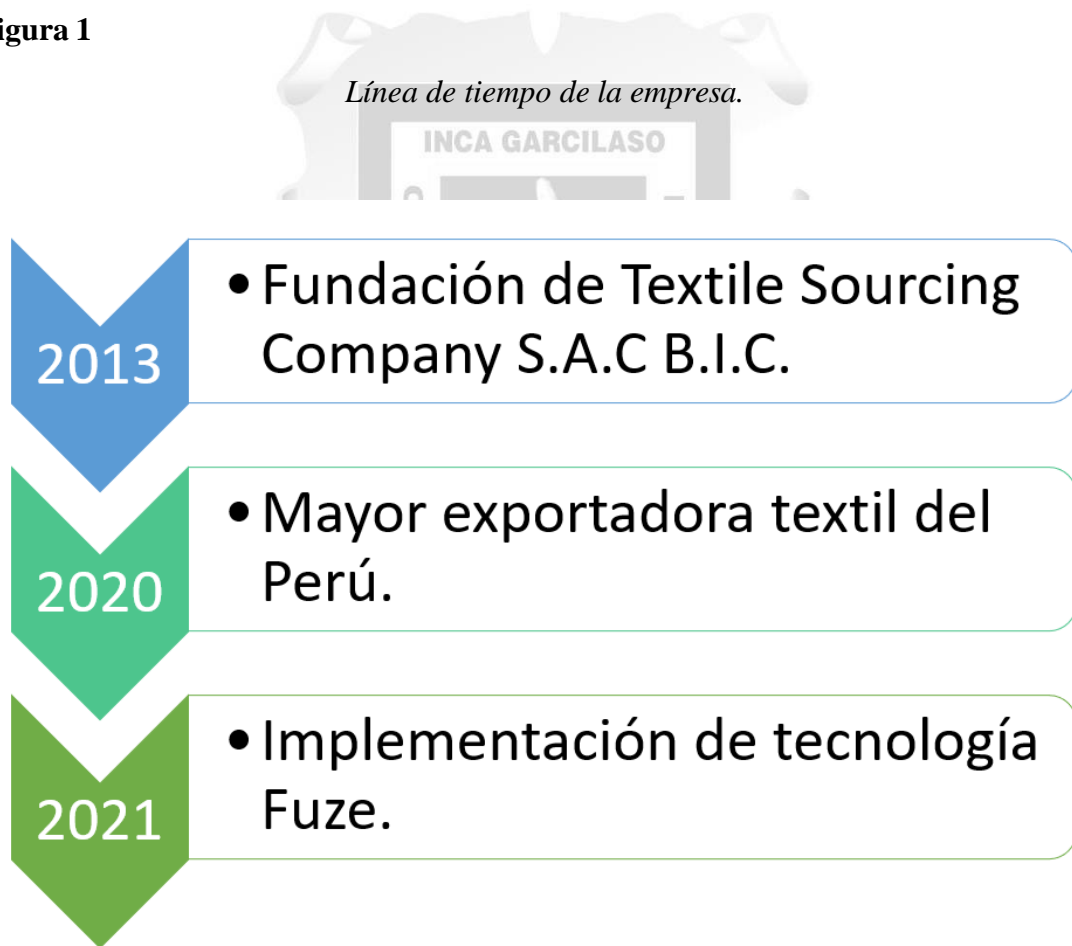 igura 1
Línea de tiempo de la empresa.
INCA GARCILASO
2013
•Fundación de Textile Sourcing
Company S.A.C B.I.C.
2020
•Mayor exportadora textil del
Perú.
2021
•Implementación de tecnología
Fuze.